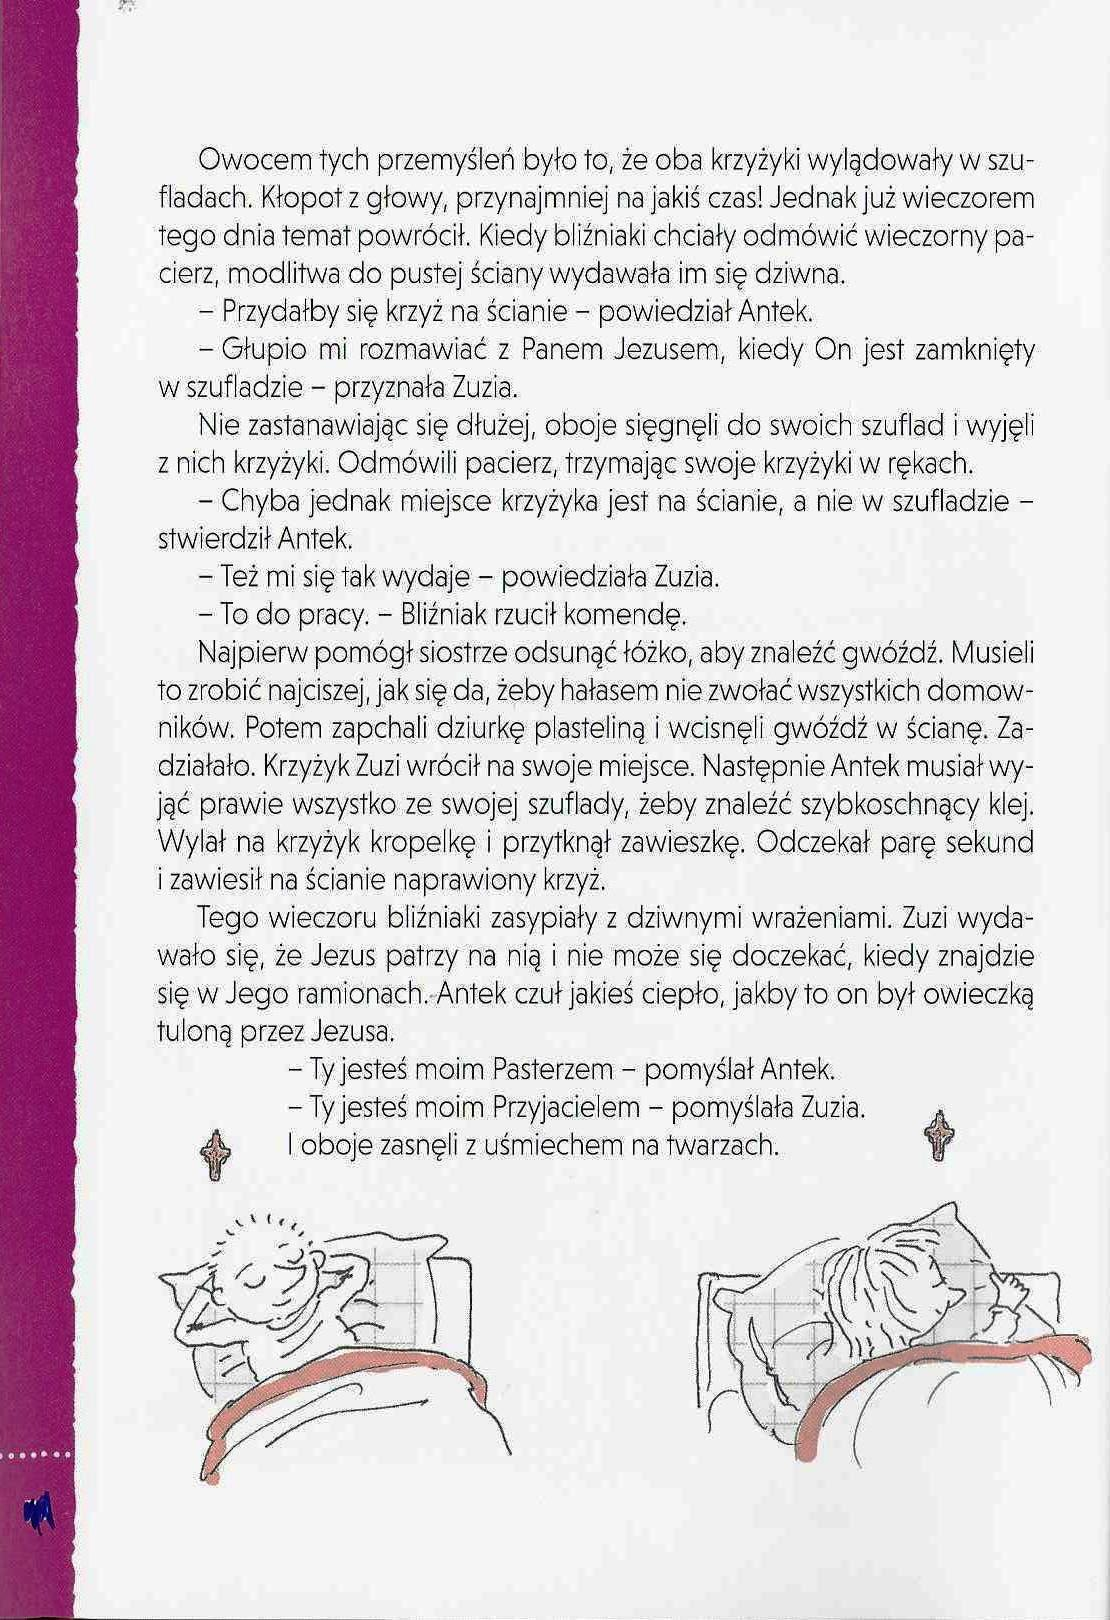 Owocem tych przemyśleń było to, że oba krzyżyki wylądowały w szu-
fladach. Kłopot z głowy, przynajmniej na jakiś czas! Jednak już wieczorem
tego dnia temat powrócił. Kiedy bliźniaki chciały odmówić wieczorny pa-
cierz, modlitwa do pustej ściany wydawała im się dziwna.
– Przydałby się krzyż na ścianie – powiedział Antek.
– Głupio mi rozmawiać z Panem Jezusem, kiedy On jest zamknięty
w szufladzie – przyznała Zuzia.
Nie zastanawiając się dłużej, oboje sięgnęli do swoich szuflad i wyjęli
z nich krzyżyki. Odmówili pacierz, trzymając swoje krzyżyki w rękach.
– Chyba jednak miejsce krzyżyka jest na ścianie, a nie w szufladzie –
stwierdził Antek.
– Też mi się tak wydaje – powiedziała Zuzia.
– To do pracy. – Bliźniak rzucił komendę.
Najpierw pomógł siostrze odsunąć łóżko, aby znaleźć gwóźdź. Musieli
to zrobić najciszej, jak się da, żeby hałasem nie zwołać wszystkich domow-
ników. Potem zapchali dziurkę plasteliną i wcisnęli gwóźdź w ścianę. Za-
działało. Krzyżyk Zuzi wrócił na swoje miejsce. Następnie Antek musiał wy-
jąć prawie wszystko ze swojej szuflady, żeby znaleźć szybkoschnący klej.
Wylał na krzyżyk kropelkę i przytknął zawieszkę. Odczekał parę sekund
i zawiesił na ścianie naprawiony krzyż.
Tego wieczoru bliźniaki zasypiały z dziwnymi wrażeniami. Zuzi wyda-
wało się, że Jezus patrzy na nią i nie może się doczekać, kiedy znajdzie
się w Jego ramionach. Antek czuł jakieś ciepło, jakby to on był owieczką
tuloną przez Jezusa.
– Ty jesteś moim Pasterzem – pomyślał Antek.
– Ty jesteś moim Przyjacielem – pomyślała Zuzia.
I oboje zasnęli z uśmiechem na twarzach.